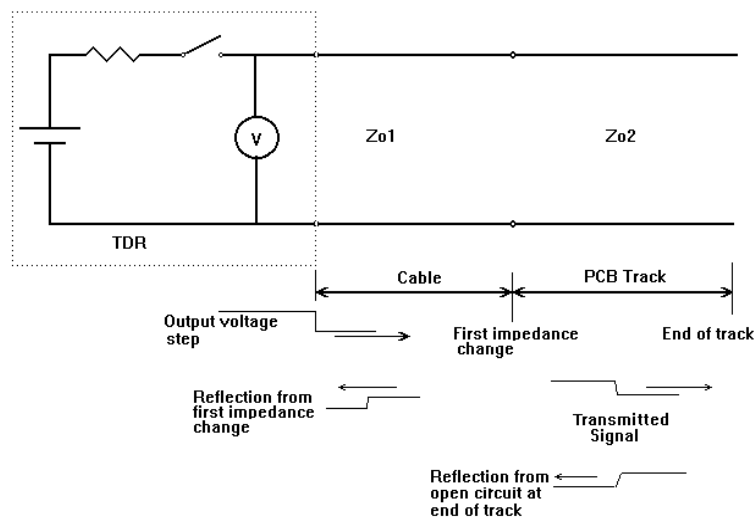 V
Zo1
Zo2
TDR
Cable
PCB Track
Output voltage
step
First impedance
change
End of track
Reflection from
first impedance
change
Transmitted
Signal
Reflection from
open circuit at
end of track